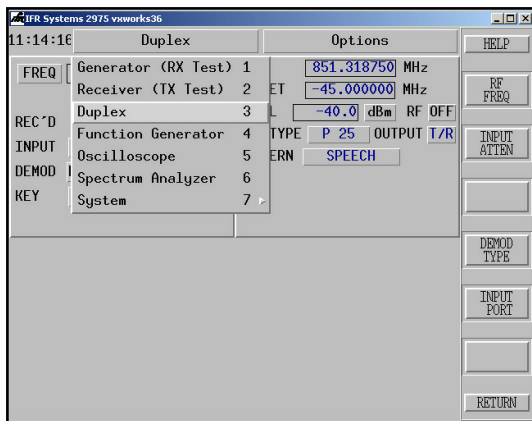 IFR Systems 2975 vxworks36
11:14:16 Duplex Options
Generator (RX Test) 1
Receiver (TX Test) 2
Duplex 3
Function Generator 4
Oscilloscope 5
Spectrum Analyzer 6
System 7
FREQ
REC'D
INPUT
DEMOD
KEY
851.318750 MHz
ET -45.000000 MHz
L -40.0 dBm RF OFF
TYPE P 25 OUTPUT T/R
ERN SPEECH
HELP
RF
FREQ
INPUT
ATTEN
DEMOD
TYPE
INPUT
PORT
RETURN